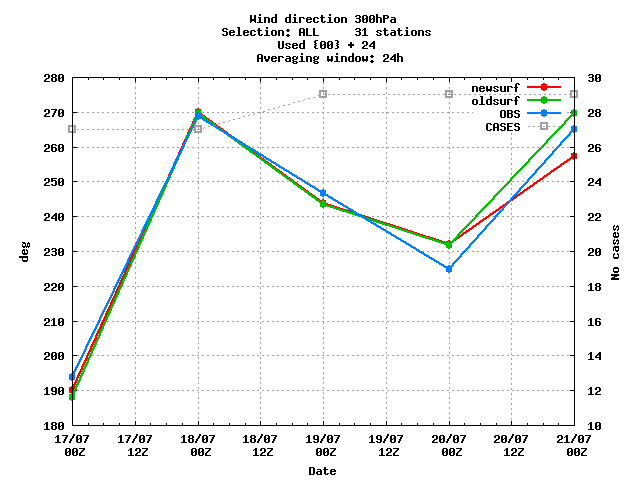 Wind direction 300hPa
Selection: ALL     31 stations
Used {00} + 24
Averaging window: 24h
280
270
260
250
240
230
220
210
200
190
180
deg
30
28
26
24
22
20
18
16
14
12
10
No cases
newsurf
oldsurf
OBS
CASES
17/07 17/07 18/07 18/07 19/07 19/07 20/07 20/07 21/07
00Z 12Z 00Z 12Z 00Z 12Z 00Z 12Z 00Z
Date